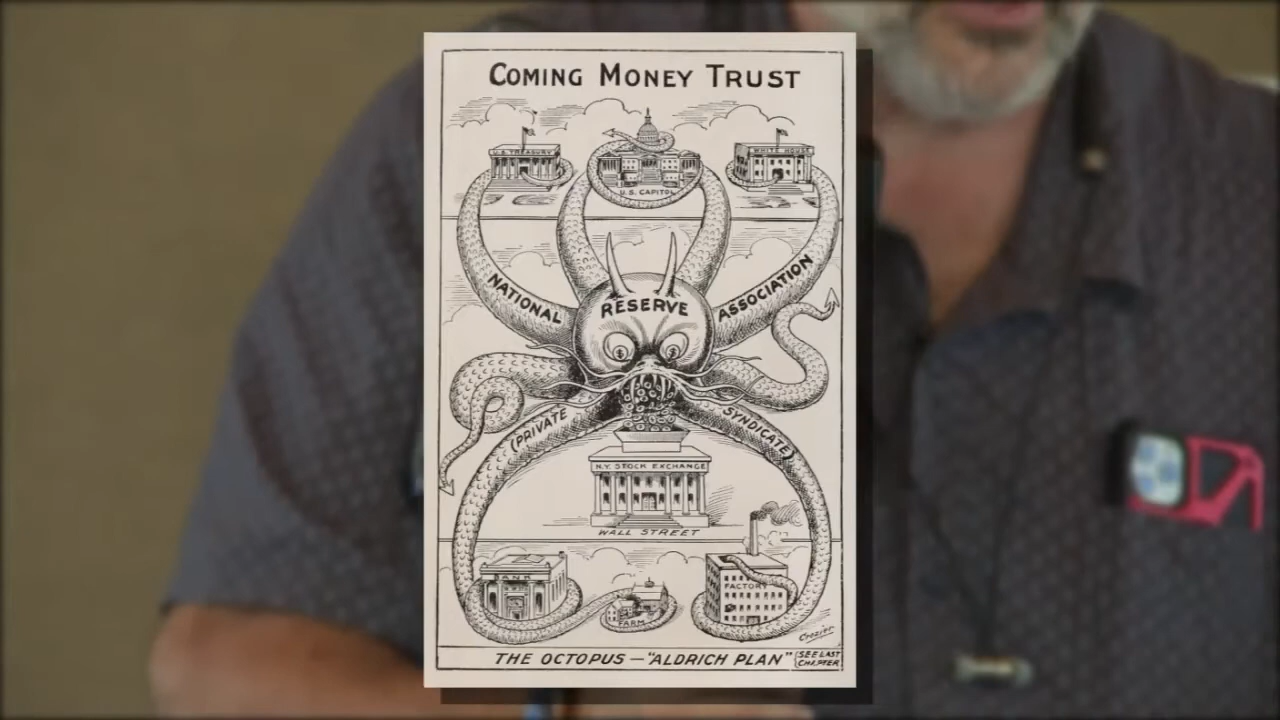 COMING MONEY TRUST
U.S. TREASURY
U.S. CAPITOL
WHITE HOUSE
NATIONAL RESERVE ASSOCIATION
(PRIVATE SYNDICATE)
N.Y. STOCK EXCHANGE
WALL STREET
BANK
FARM
FACTORY
Crozier
THE OCTOPUS — "ALDRICH PLAN"
SEE LAST
CHAPTER